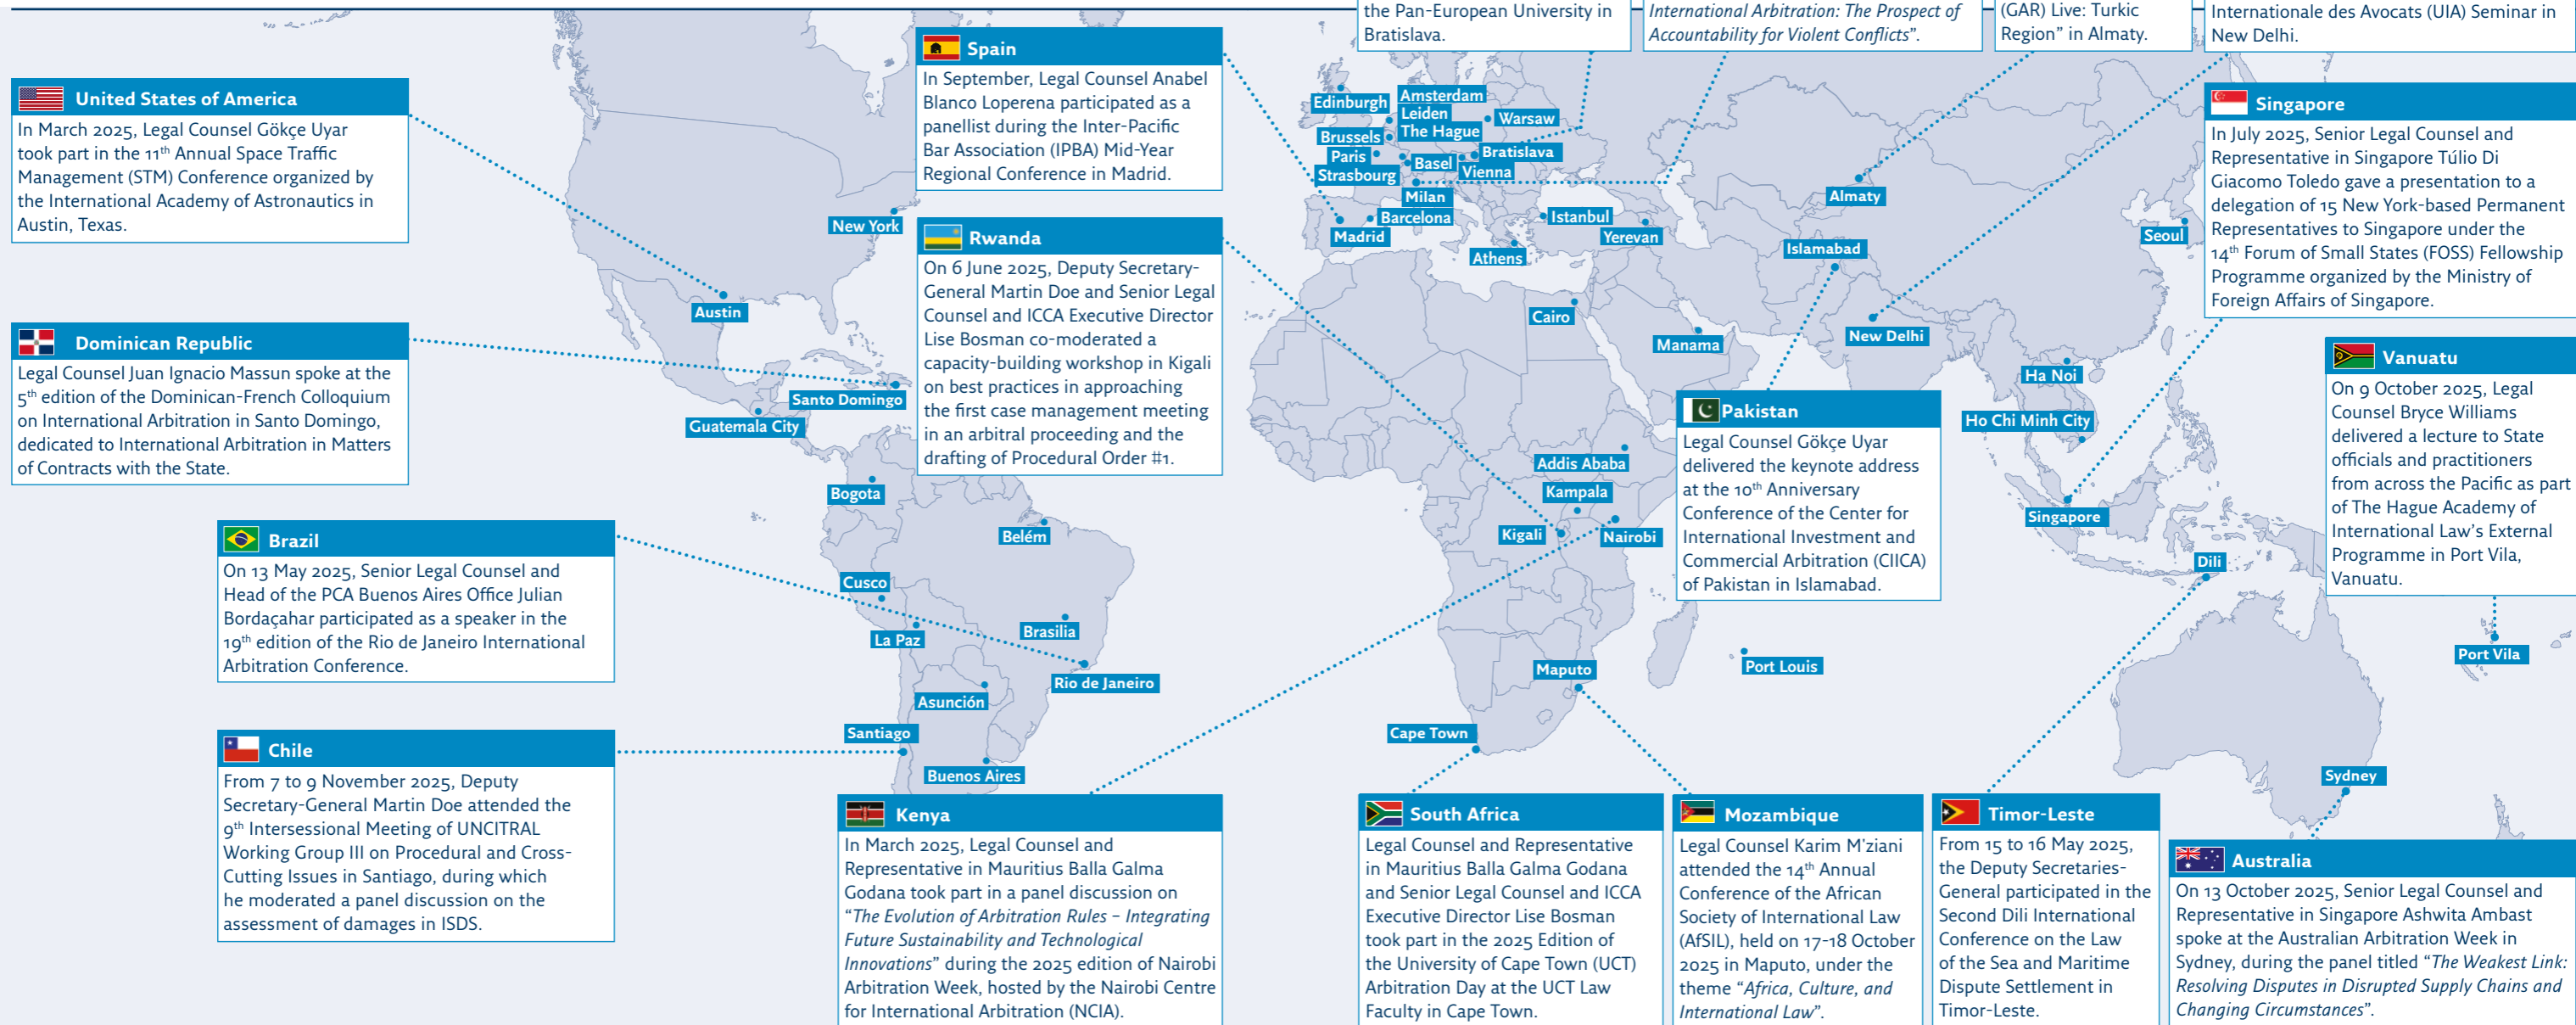 the Pan-European University in
Bratislava.
International Arbitration: The Prospect of
Accountability for Violent Conflicts”.
(GAR) Live: Turkic
Region” in Almaty.
Internationale des Avocats (UIA) Seminar in
New Delhi.
United States of America
In March 2025, Legal Counsel Gökçe Uyar
took part in the 11th Annual Space Traffic
Management (STM) Conference organized by
the International Academy of Astronautics in
Austin, Texas.
Spain
In September, Legal Counsel Anabel
Blanco Loperena participated as a
panellist during the Inter-Pacific
Bar Association (IPBA) Mid-Year
Regional Conference in Madrid.
Singapore
In July 2025, Senior Legal Counsel and
Representative in Singapore Túlio Di
Giacomo Toledo gave a presentation to a
delegation of 15 New York-based Permanent
Representatives to Singapore under the
14th Forum of Small States (FOSS) Fellowship
Programme organized by the Ministry of
Foreign Affairs of Singapore.
Dominican Republic
Legal Counsel Juan Ignacio Massun spoke at the
5th edition of the Dominican-French Colloquium
on International Arbitration in Santo Domingo,
dedicated to International Arbitration in Matters
of Contracts with the State.
Rwanda
On 6 June 2025, Deputy Secretary-
General Martin Doe and Senior Legal
Counsel and ICCA Executive Director
Lise Bosman co-moderated a
capacity-building workshop in Kigali
on best practices in approaching
the first case management meeting
in an arbitral proceeding and the
drafting of Procedural Order #1.
Pakistan
Legal Counsel Gökçe Uyar
delivered the keynote address
at the 10th Anniversary
Conference of the Center for
International Investment and
Commercial Arbitration (CIICA)
of Pakistan in Islamabad.
Vanuatu
On 9 October 2025, Legal
Counsel Bryce Williams
delivered a lecture to State
officials and practitioners
from across the Pacific as part
of The Hague Academy of
International Law’s External
Programme in Port Vila,
Vanuatu.
Brazil
On 13 May 2025, Senior Legal Counsel and
Head of the PCA Buenos Aires Office Julian
Bordaçahar participated as a speaker in the
19th edition of the Rio de Janeiro International
Arbitration Conference.
Chile
From 7 to 9 November 2025, Deputy
Secretary-General Martin Doe attended the
9th Intersessional Meeting of UNCITRAL
Working Group III on Procedural and Cross-
Cutting Issues in Santiago, during which
he moderated a panel discussion on the
assessment of damages in ISDS.
Kenya
In March 2025, Legal Counsel and
Representative in Mauritius Balla Galma
Godana took part in a panel discussion on
“The Evolution of Arbitration Rules – Integrating
Future Sustainability and Technological
Innovations” during the 2025 edition of Nairobi
Arbitration Week, hosted by the Nairobi Centre
for International Arbitration (NCIA).
South Africa
Legal Counsel and Representative
in Mauritius Balla Galma Godana
and Senior Legal Counsel and ICCA
Executive Director Lise Bosman
took part in the 2025 Edition of
the University of Cape Town (UCT)
Arbitration Day at the UCT Law
Faculty in Cape Town.
Mozambique
Legal Counsel Karim M'ziani
attended the 14th Annual
Conference of the African
Society of International Law
(AfSIL), held on 17-18 October
2025 in Maputo, under the
theme “Africa, Culture, and
International Law”.
Timor-Leste
From 15 to 16 May 2025,
the Deputy Secretaries-
General participated in the
Second Dili International
Conference on the Law
of the Sea and Maritime
Dispute Settlement in
Timor-Leste.
Australia
On 13 October 2025, Senior Legal Counsel and
Representative in Singapore Ashwita Ambast
spoke at the Australian Arbitration Week in
Sydney, during the panel titled “The Weakest Link:
Resolving Disputes in Disrupted Supply Chains and
Changing Circumstances”.
New York
Austin
Santo Domingo
Guatemala City
Bogota
Belém
Cusco
La Paz
Brasilia
Rio de Janeiro
Asunción
Santiago
Buenos Aires
Edinburgh
Amsterdam
Leiden
The Hague
Warsaw
Brussels
Paris
Strasbourg
Basel
Bratislava
Vienna
Milan
Barcelona
Madrid
Istanbul
Yerevan
Athens
Cairo
Manama
Almaty
Islamabad
New Delhi
Seoul
Ha Noi
Ho Chi Minh City
Singapore
Dili
Addis Ababa
Kampala
Kigali
Nairobi
Maputo
Port Louis
Cape Town
Port Vila
Sydney